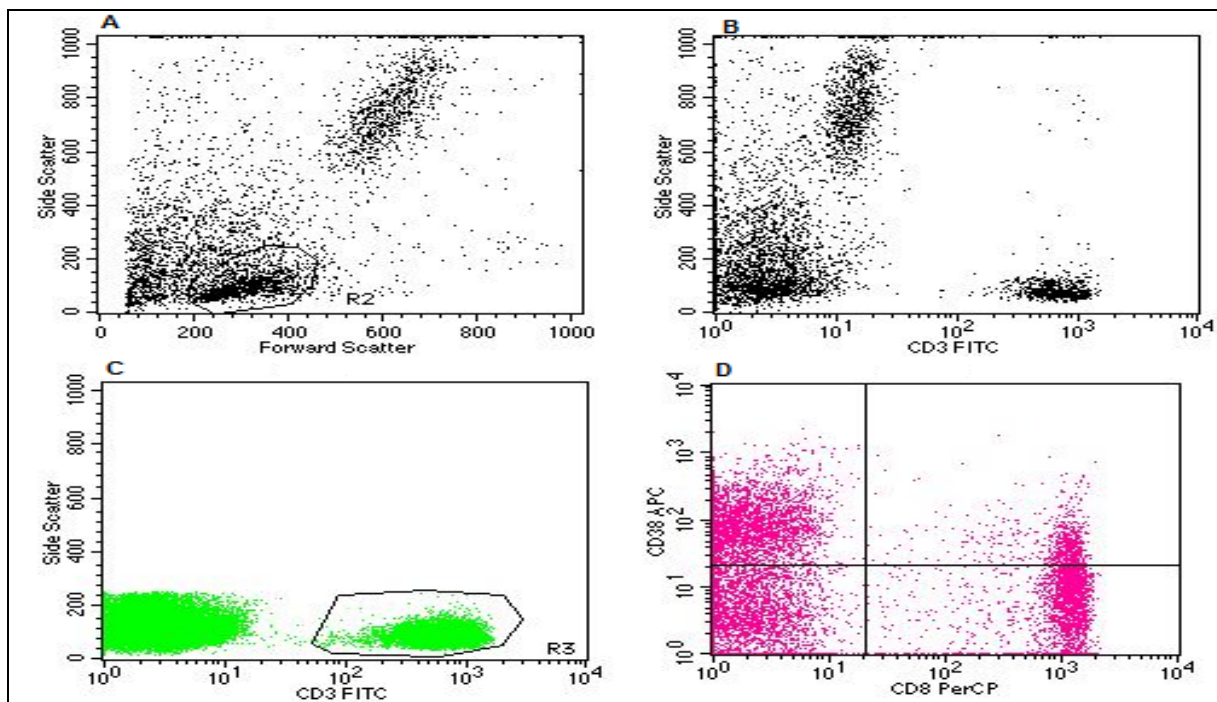 A
Side Scatter
1000
800
600
400
200
0
R2
0 200 400 600 800 1000
Forward Scatter
B
Side Scatter
1000
800
600
400
200
0
10^0 10^1 10^2 10^3 10^4
CD3 FITC
C
Side Scatter
1000
800
600
400
200
0
R3
10^0 10^1 10^2 10^3 10^4
CD3 FITC
D
CD38 APC
10^4
10^3
10^2
10^1
10^0
10^0 10^1 10^2 10^3 10^4
CD8 PerCP